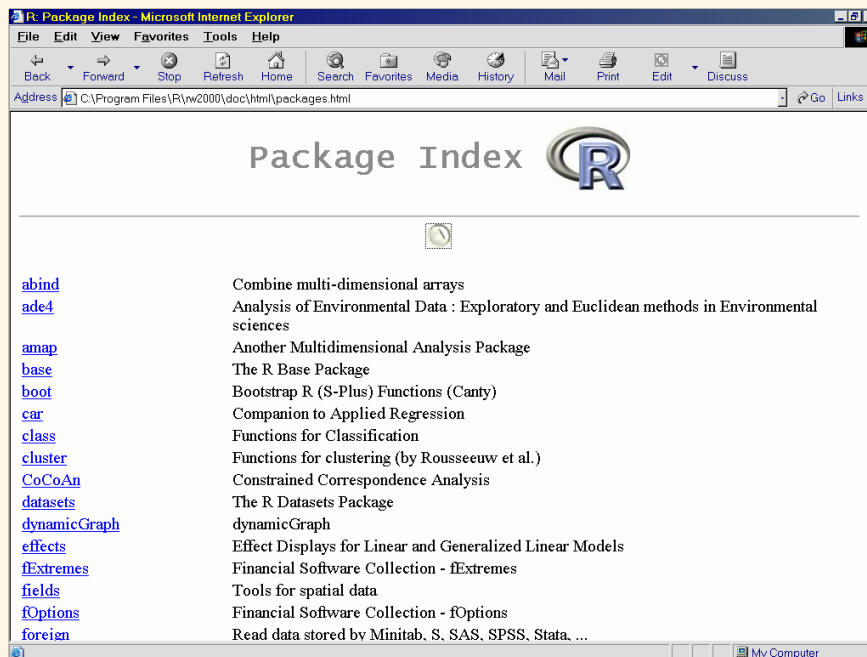 R: Package Index - Microsoft Internet Explorer
File Edit View Favorites Tools Help
Back Forward Stop Refresh Home Search Favorites Media History Mail Print Edit Discuss
Address C:\Program Files\R\rw2000\doc\html\packages.html Go Links
Package Index R
abind Combine multi-dimensional arrays
ade4 Analysis of Environmental Data : Exploratory and Euclidean methods in Environmental
sciences
amap Another Multidimensional Analysis Package
base The R Base Package
boot Bootstrap R (S-Plus) Functions (Canty)
car Companion to Applied Regression
class Functions for Classification
cluster Functions for clustering (by Rousseeuw et al.)
CoCoAn Constrained Correspondence Analysis
datasets The R Datasets Package
dynamicGraph dynamicGraph
effects Effect Displays for Linear and Generalized Linear Models
fExtremes Financial Software Collection - fExtremes
fields Tools for spatial data
fOptions Financial Software Collection - fOptions
foreign Read data stored by Minitab, S, SAS, SPSS, Stata, ...
My Computer